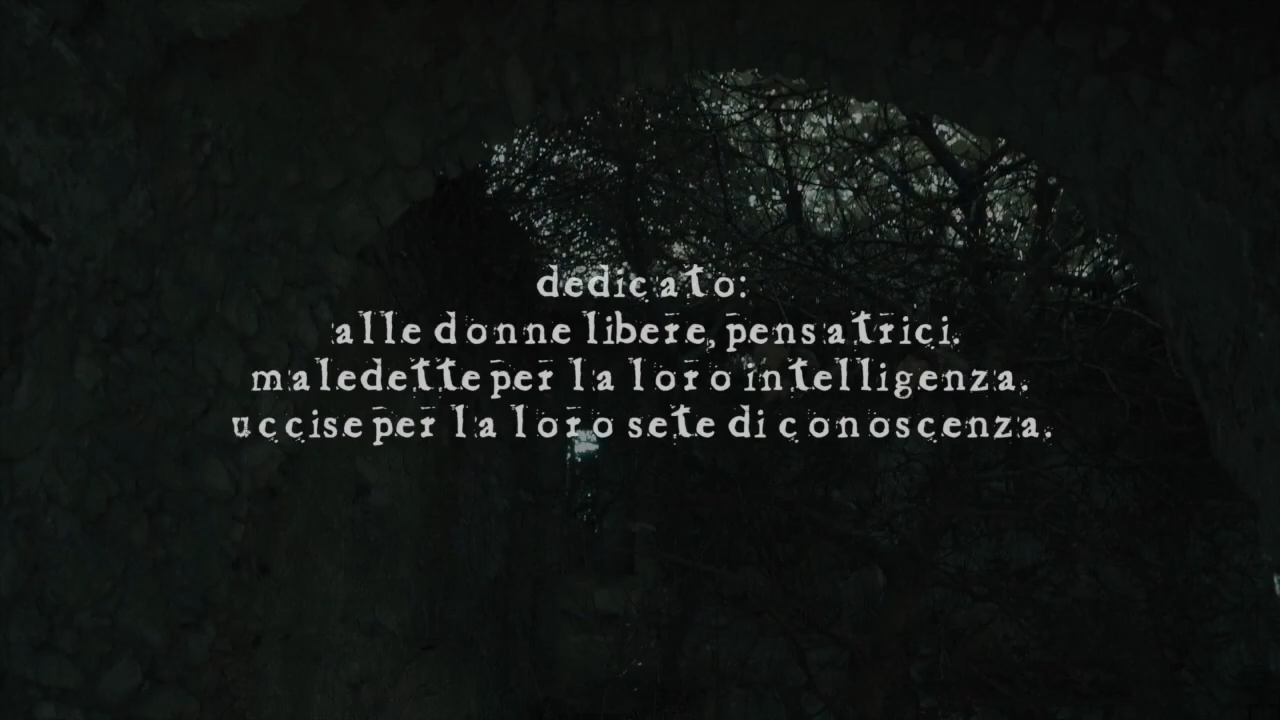 dedicato:
alle donne libere, pensatrici.
maledette per la loro intelligenza.
uccise per la loro sete di conoscenza.